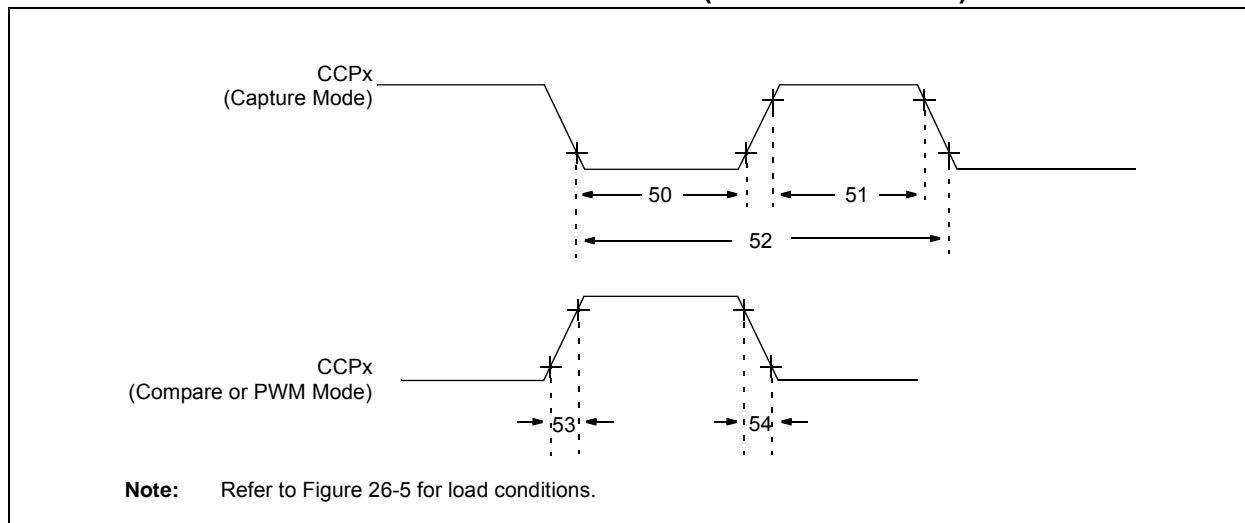 CCPx
(Capture Mode)
50
51
52
CCPx
(Compare or PWM Mode)
53
54
Note: Refer to Figure 26-5 for load conditions.